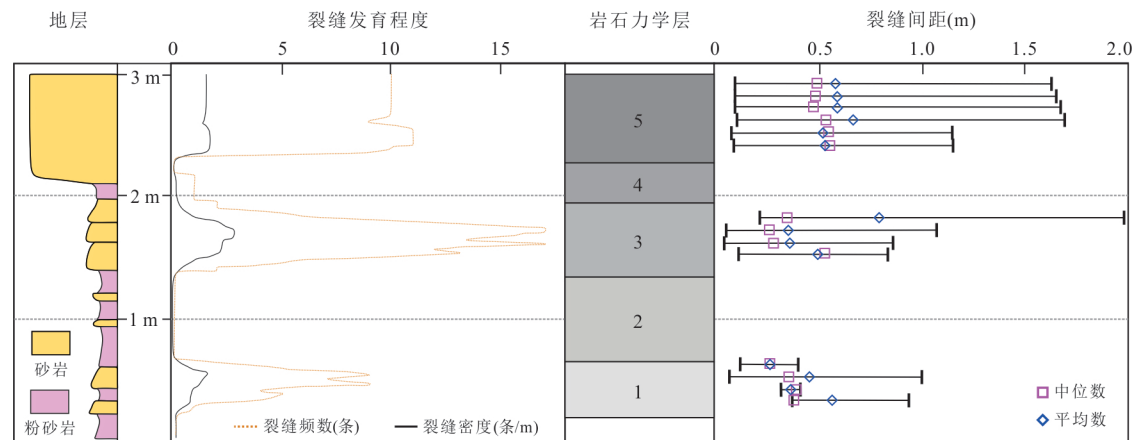 地层 裂缝发育程度 岩石力学层 裂缝间距(m)
0 5 10 15 0 0.5 1.0 1.5 2.0
3 m
5
4
2 m
3
1 m
2
砂岩
1
中位数
粉砂岩
裂缝频数(条) 裂缝密度(条/m) 平均数